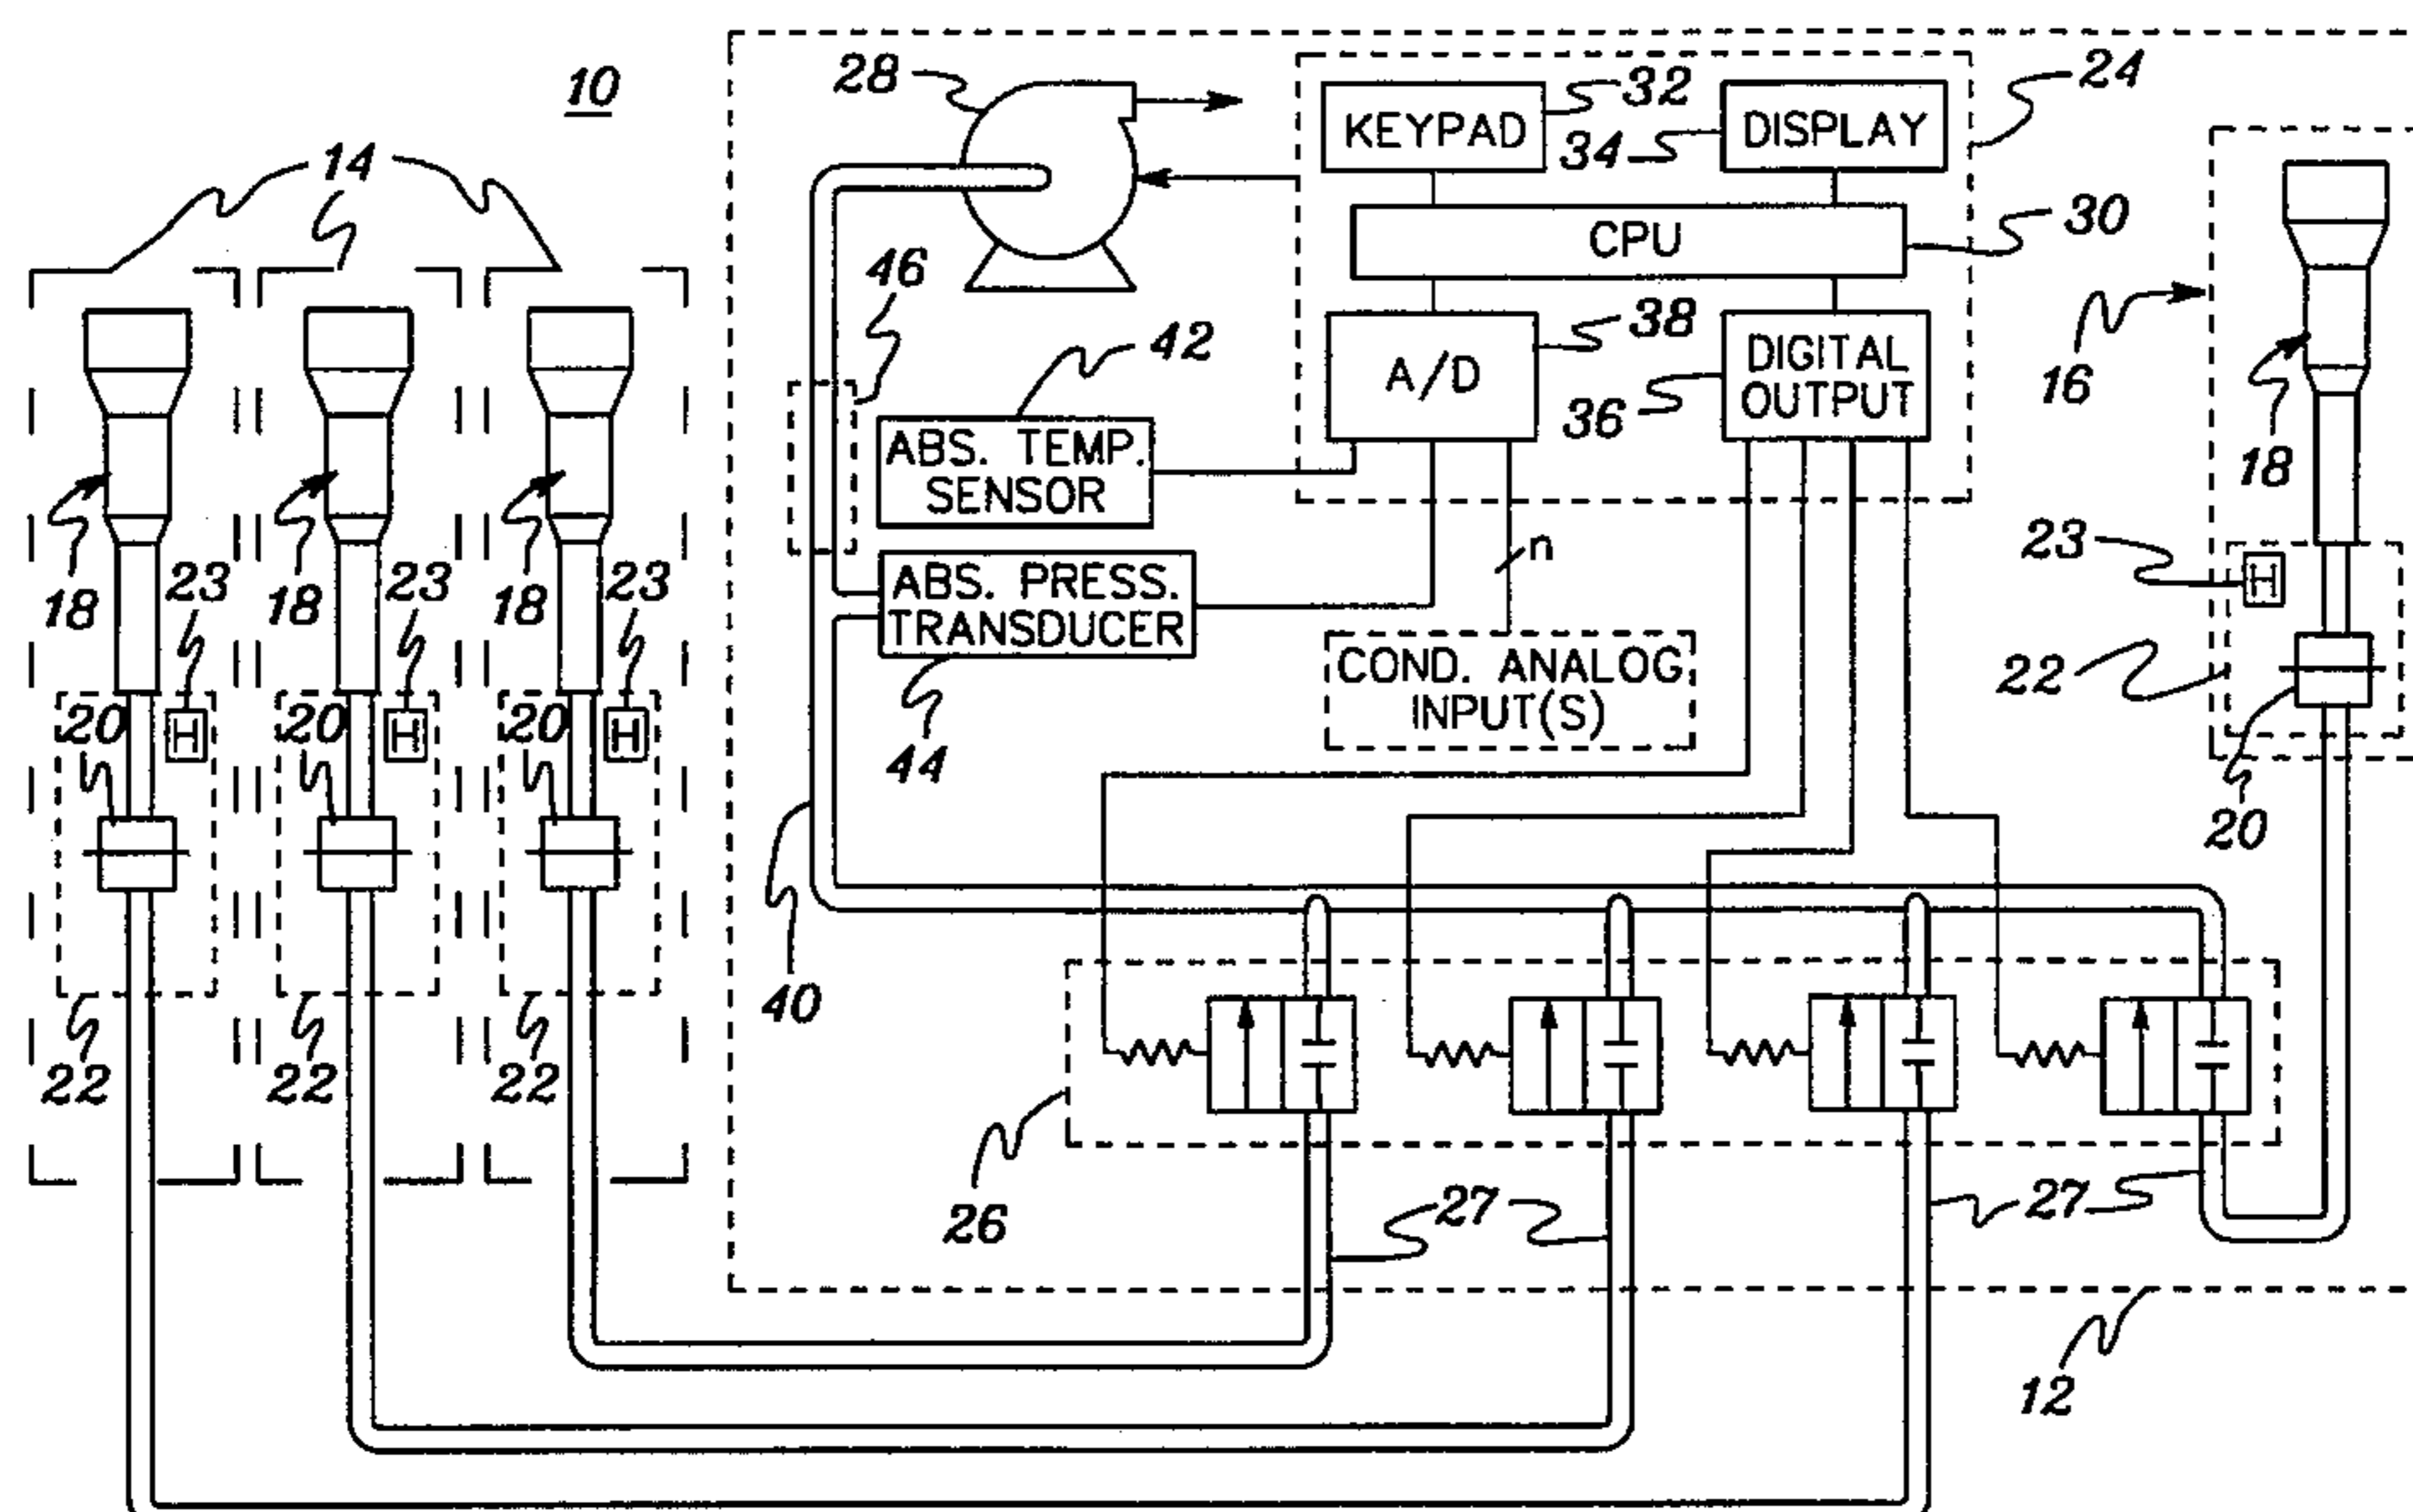 10
14
28
32
KEYPAD
34
DISPLAY
24
30
CPU
46
42
ABS. TEMP.
SENSOR
38
A/D
36
DIGITAL
OUTPUT
16
18
18
18
18
23
23
23
23
H
H
H
H
ABS. PRESS.
TRANSDUCER
44
n
COND. ANALOG
INPUT(S)
22
20
20
20
20
40
22
22
22
26
27
27
12